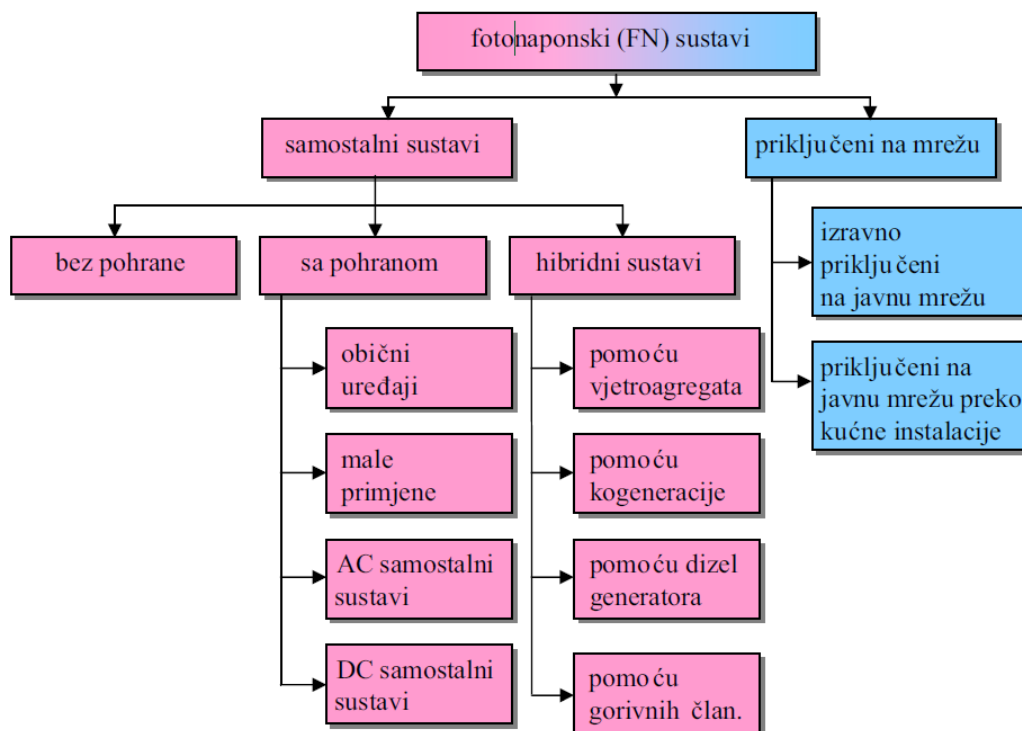 fotonaponski (FN) sustavi
samostalni sustavi
priključeni na mrežu
bez pohrane
sa pohranom
hibridni sustavi
izravno
priključeni
na javnu mrežu
obični
uređaji
pomoću
vjetroagregata
priključeni na
javnu mrežu preko
kućne instalacije
male
primjene
pomoću
kogeneracije
AC samostalni
sustavi
pomoću dizel
generatora
DC samostalni
sustavi
pomoću
gorivnih član.